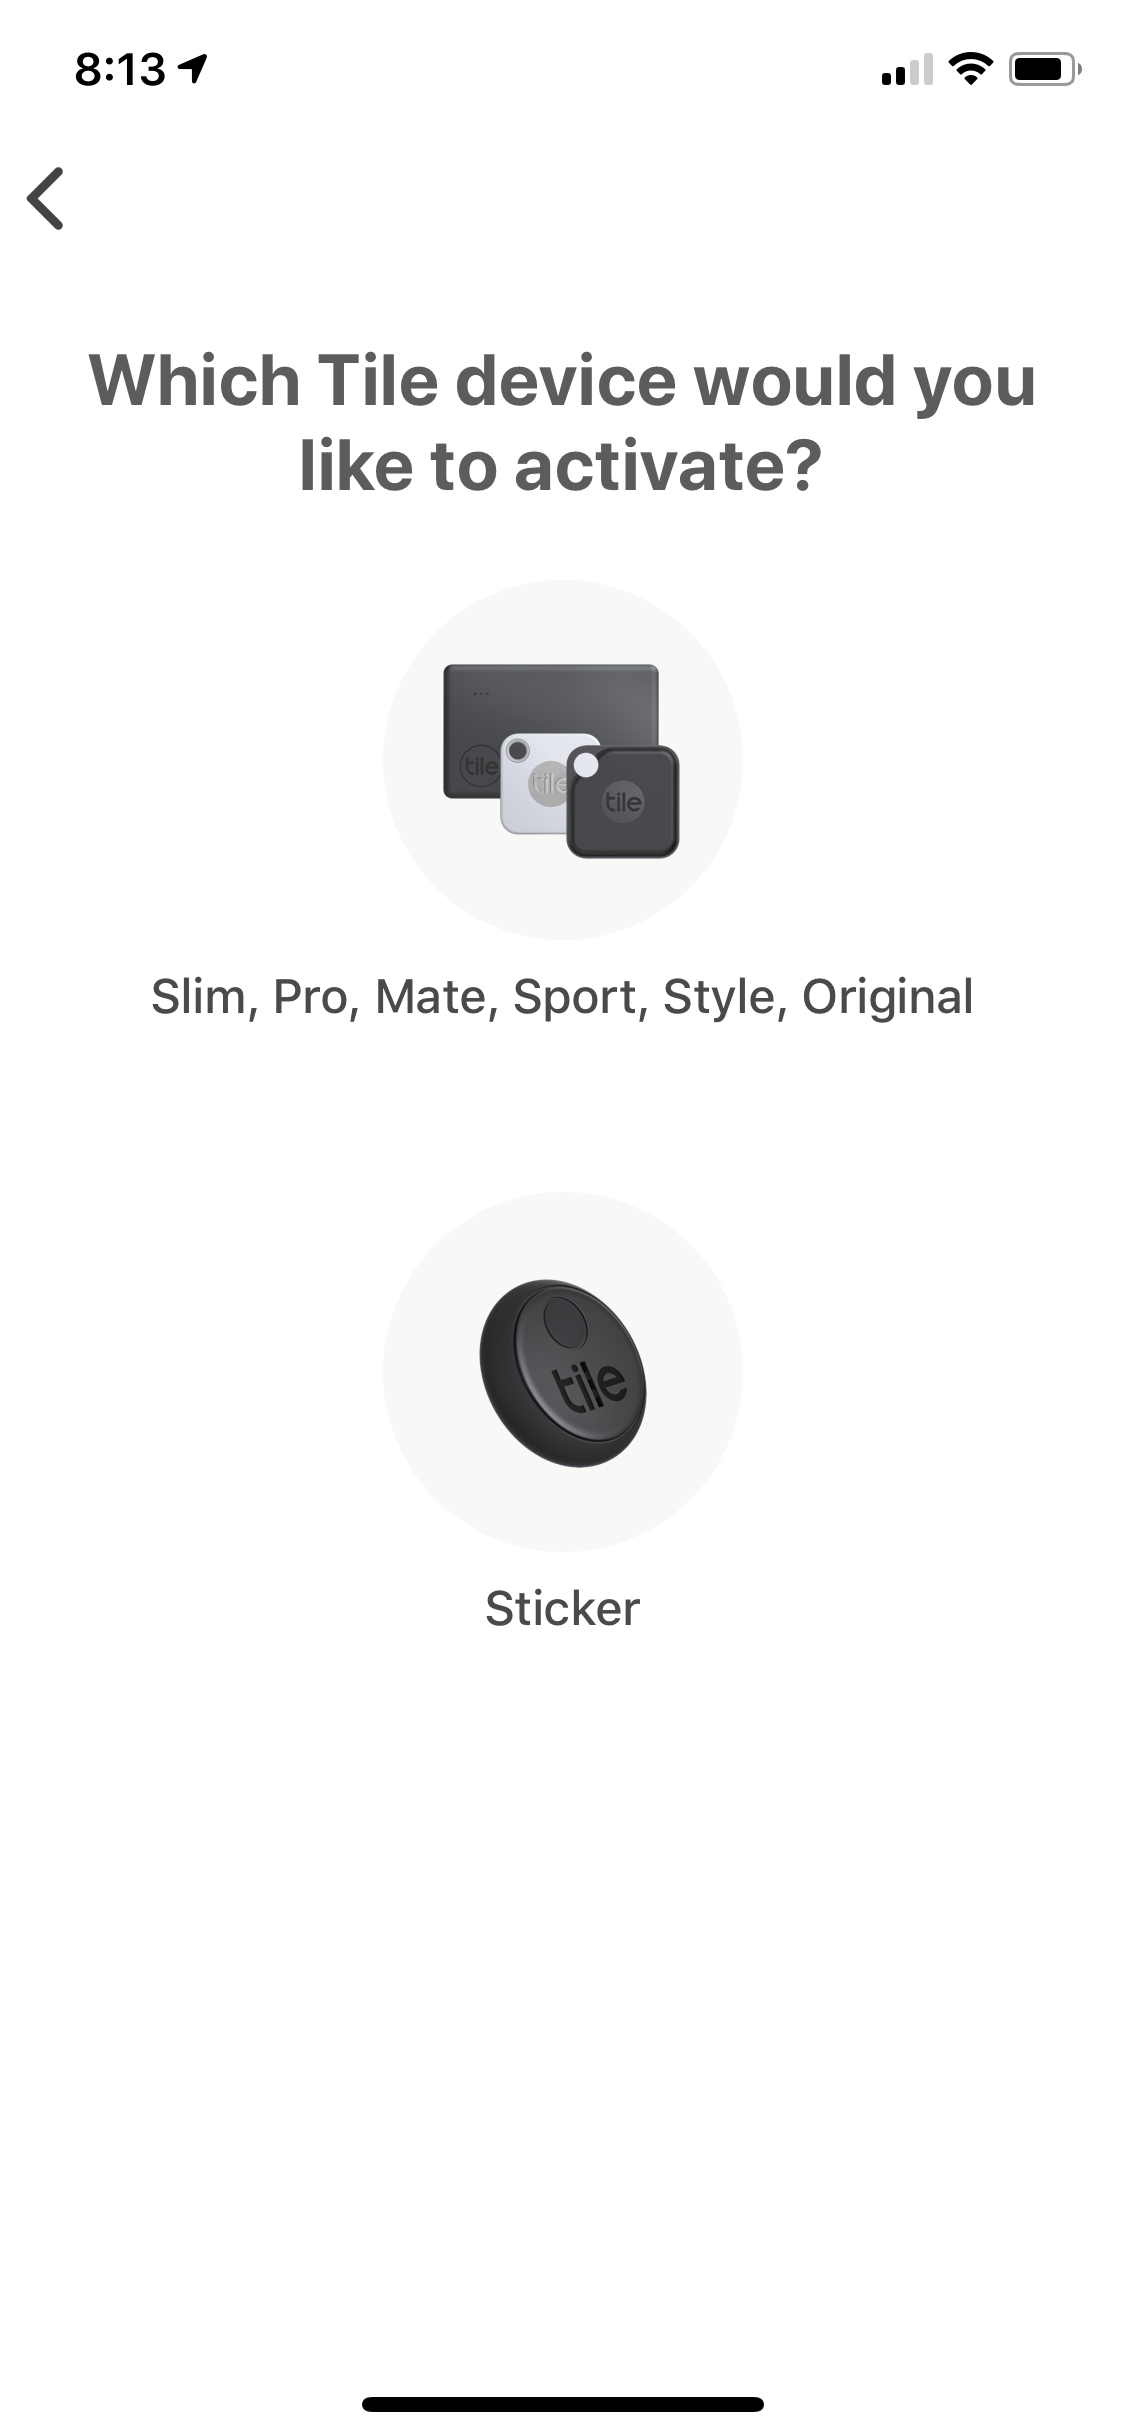 8:13
Which Tile device would you
like to activate?
tile
tile
tile
Slim, Pro, Mate, Sport, Style, Original
tile
Sticker